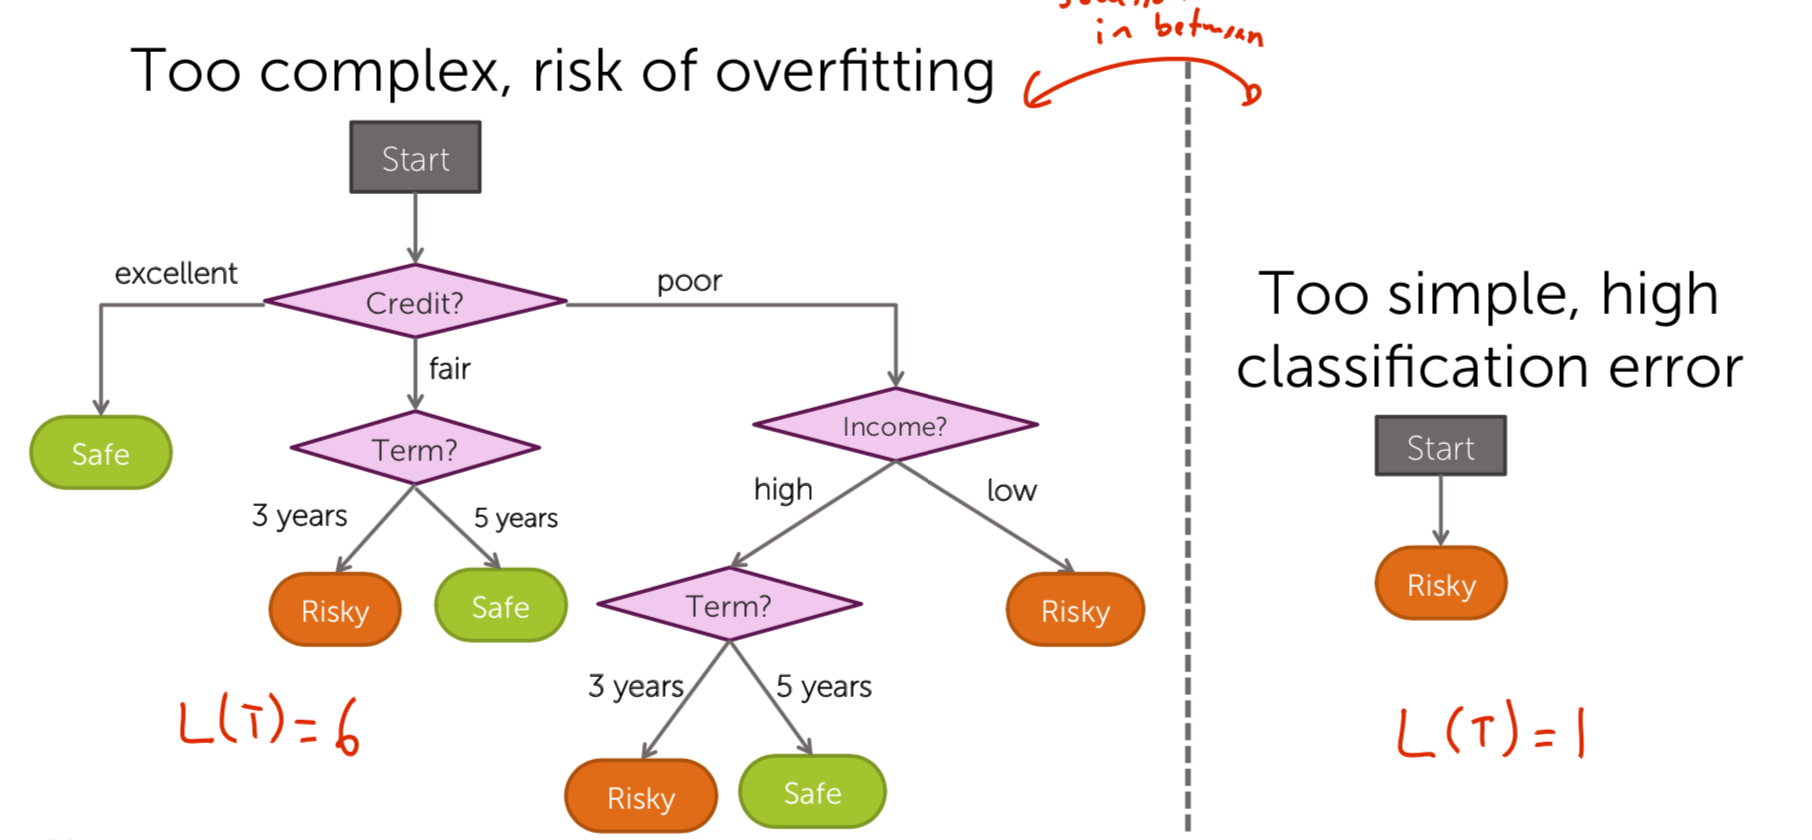 in between
Too complex, risk of overfitting
Start
excellent
Credit?
poor
fair
Safe
Term?
Income?
3 years
5 years
high
low
Risky
Safe
Term?
Risky
3 years
5 years
Risky
Safe
L(T)=6
Too simple, high
classification error
Start
Risky
L(T)=1